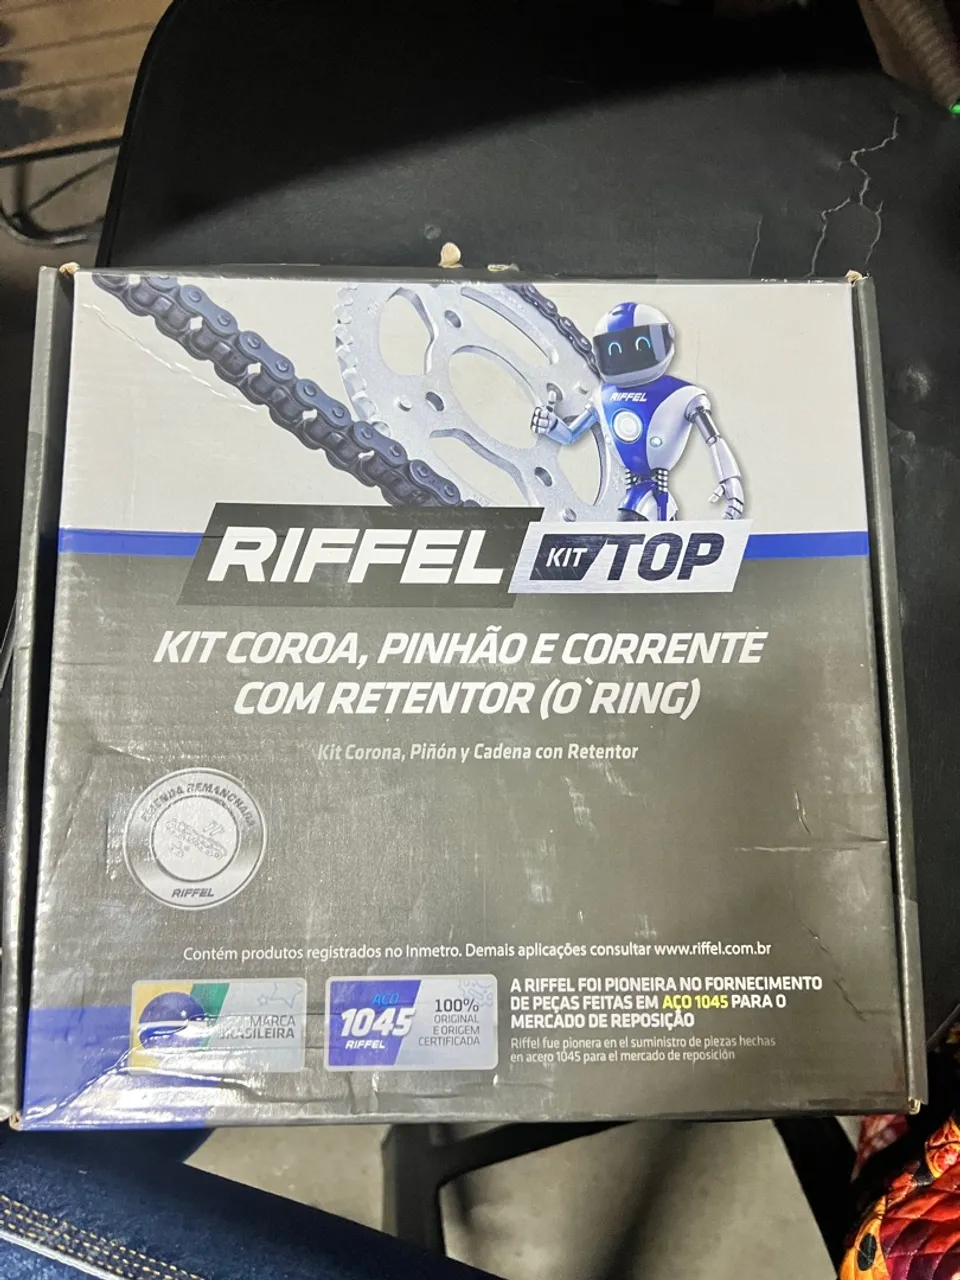 RIFFEL
RIFFEL KIT TOP
KIT COROA, PINHÃO E CORRENTE
COM RETENTOR (O`RING)
Kit Corona, Piñón y Cadena con Retentor
EMENDA REMANCHADA
RIFFEL
Contém produtos registrados no Inmetro. Demais aplicações consultar www.riffel.com.br
MARCA
BRASILEIRA
AÇO
1045
RIFFEL
100%
ORIGINAL
E ORIGEM
CERTIFICADA
A RIFFEL FOI PIONEIRA NO FORNECIMENTO
DE PEÇAS FEITAS EM AÇO 1045 PARA O
MERCADO DE REPOSIÇÃO
Riffel fue pionera en el suministro de piezas hechas
en acero 1045 para el mercado de reposición